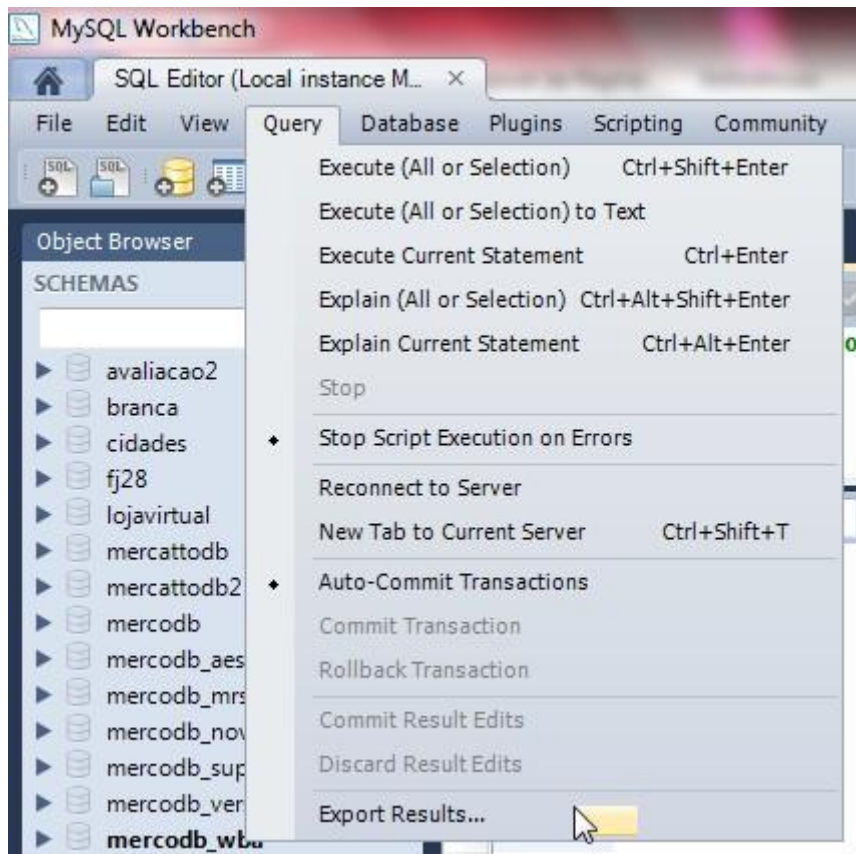 MySQL Workbench
SQL Editor (Local instance M... ×
File Edit View Query Database Plugins Scripting Community
SQL SQL
Object Browser
SCHEMAS
Execute (All or Selection) Ctrl+Shift+Enter
Execute (All or Selection) to Text
Execute Current Statement Ctrl+Enter
Explain (All or Selection) Ctrl+Alt+Shift+Enter
Explain Current Statement Ctrl+Alt+Enter
Stop
Stop Script Execution on Errors
Reconnect to Server
New Tab to Current Server Ctrl+Shift+T
Auto-Commit Transactions
Commit Transaction
Rollback Transaction
Commit Result Edits
Discard Result Edits
Export Results...
avaliacao2
branca
cidades
fj28
lojavirtual
mercattodb
mercattodb2
mercodb
mercodb_aes
mercodb_mrs
mercodb_nov
mercodb_sup
mercodb_ver
mercodb_wba